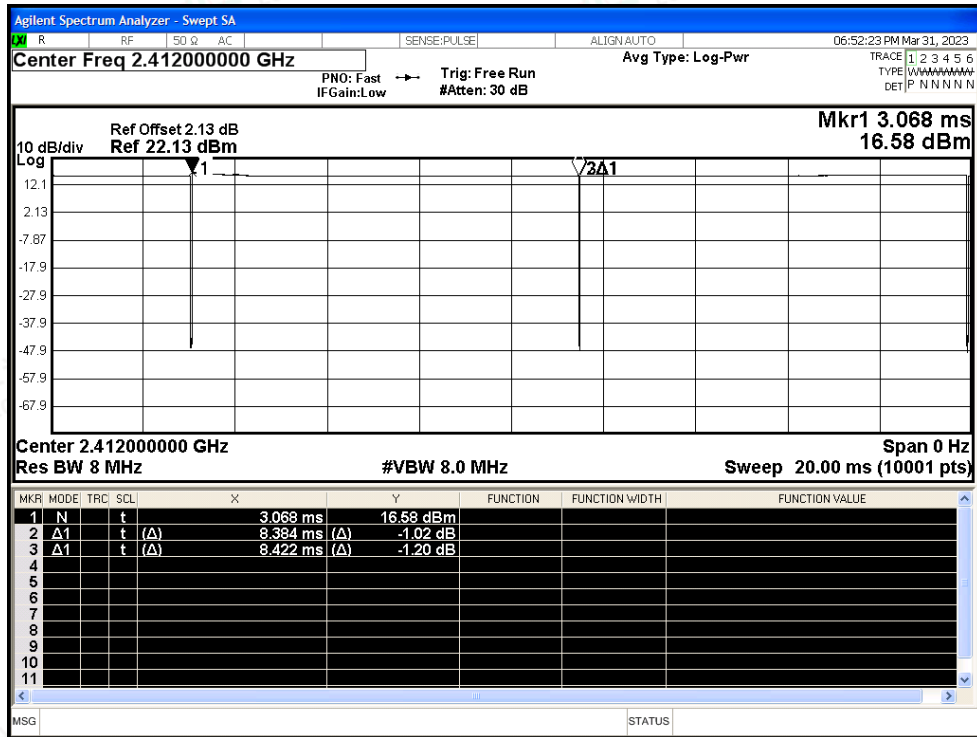 Agilent Spectrum Analyzer - Swept SA
LXI R RF 50 Ω AC SENSE:PULSE ALIGN AUTO 06:52:23 PM Mar 31, 2023
Center Freq 2.412000000 GHz
PNO: Fast
IFGain:Low
Trig: Free Run
#Atten: 30 dB
Avg Type: Log-Pwr
TRACE 1 2 3 4 5 6
TYPE WWWWWW
DET P N N N N N
Ref Offset 2.13 dB
10 dB/div Ref 22.13 dBm
Log
Mkr1 3.068 ms
16.58 dBm
1
3Δ1
12.1
2.13
-7.87
-17.9
-27.9
-37.9
-47.9
-57.9
-67.9
Center 2.412000000 GHz Span 0 Hz
Res BW 8 MHz #VBW 8.0 MHz Sweep 20.00 ms (10001 pts)
MKR MODE TRC SCL X Y FUNCTION FUNCTION WIDTH FUNCTION VALUE
1 N t 3.068 ms 16.58 dBm
2 Δ1 t (Δ) 8.384 ms (Δ) -1.02 dB
3 Δ1 t (Δ) 8.422 ms (Δ) -1.20 dB
4
5
6
7
8
9
10
11
MSG STATUS